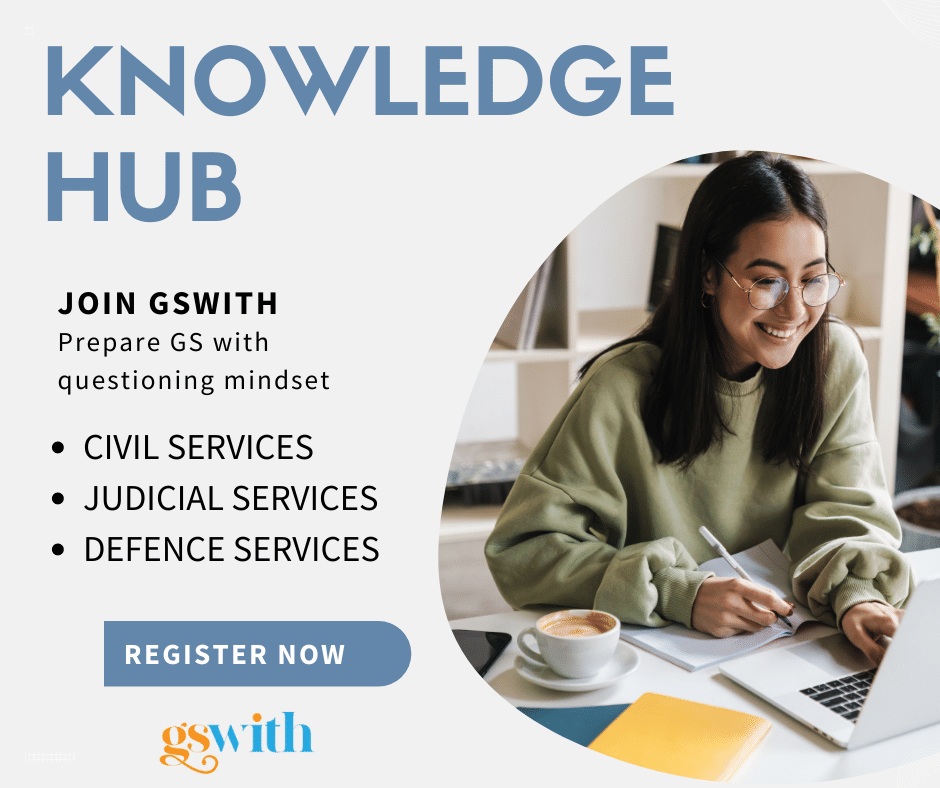 KNOWLEDGE
HUB
JOIN GSWITH
Prepare GS with
questioning mindset
• CIVIL SERVICES
• JUDICIAL SERVICES
• DEFENCE SERVICES
REGISTER NOW
gswith